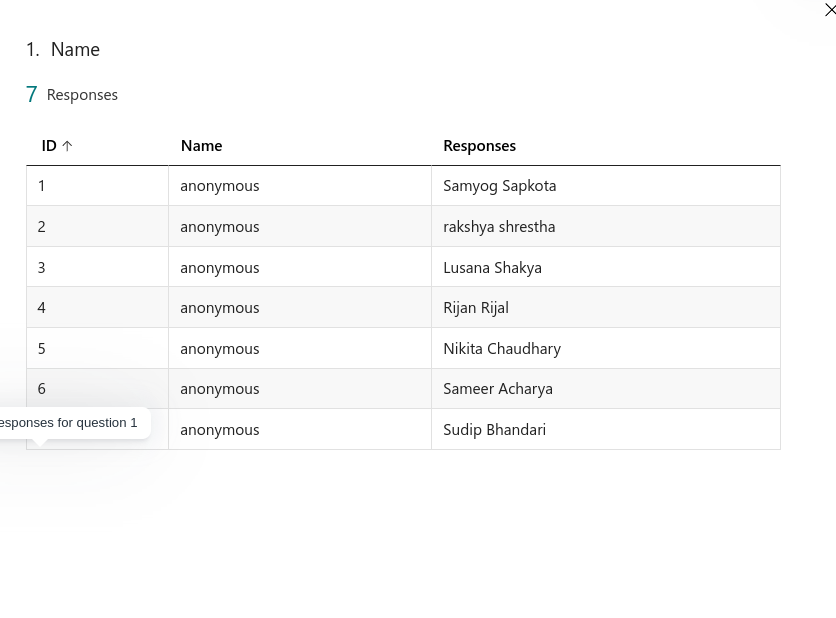 1. Name
7 Responses
ID ↑ Name Responses
1 anonymous Samyog Sapkota
2 anonymous rakshya shrestha
3 anonymous Lusana Shakya
4 anonymous Rijan Rijal
5 anonymous Nikita Chaudhary
6 anonymous Sameer Acharya
esponses for question 1
anonymous Sudip Bhandari